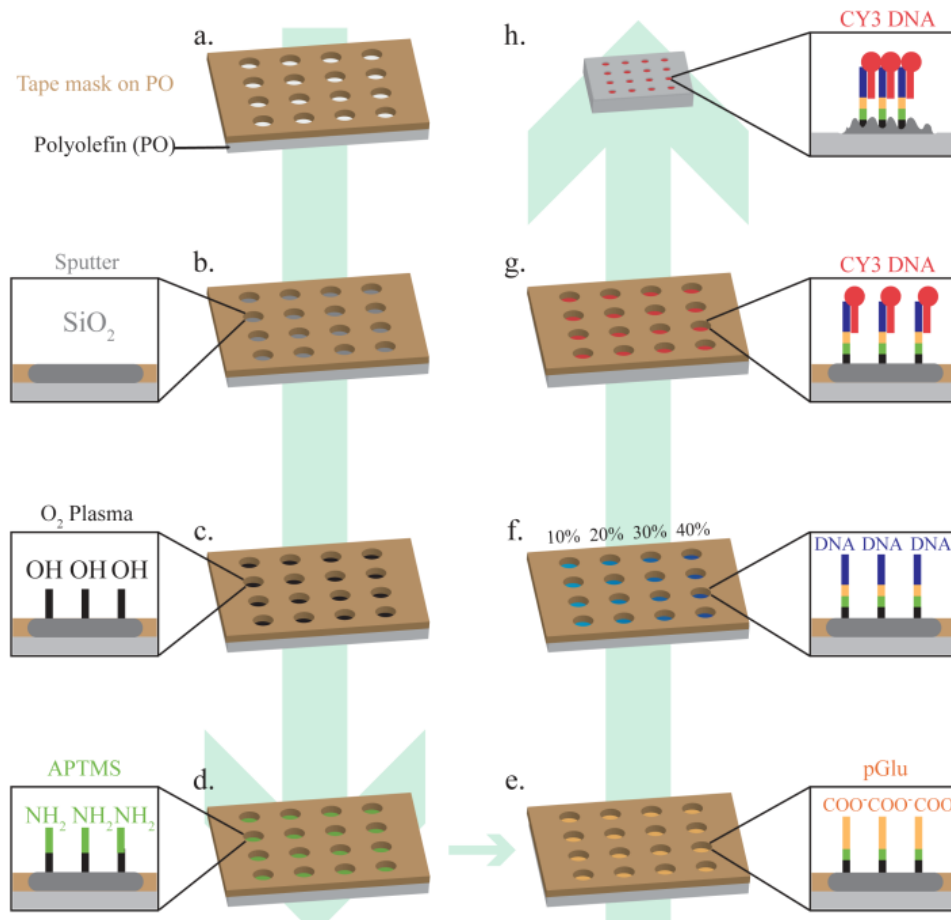 a.
Tape mask on PO
Polyolefin (PO)
b.
Sputter
SiO₂
c.
O₂ Plasma
OH OH OH
d.
APTMS
NH₂ NH₂ NH₂
e.
pGlu
COO⁻COO⁻COO
f.
10% 20% 30% 40%
DNA DNA DNA
g.
CY3 DNA
h.
CY3 DNA